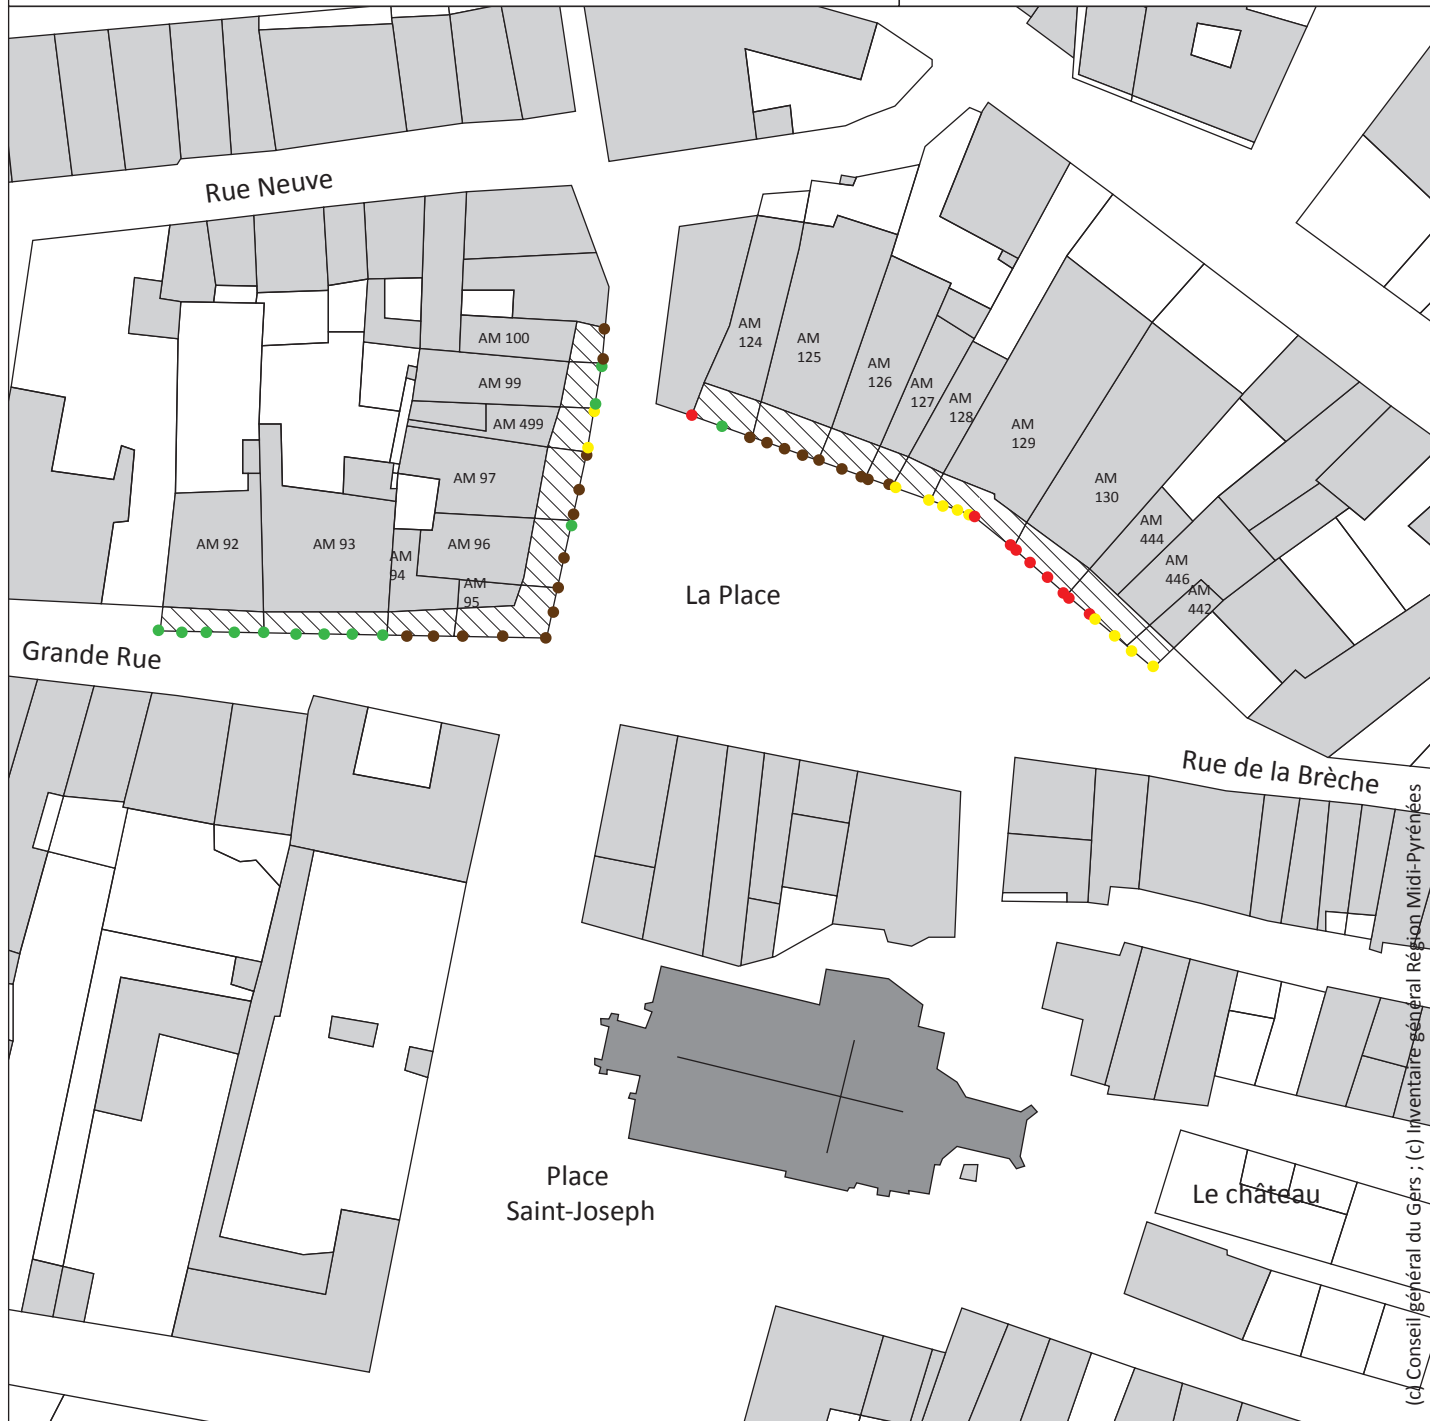 Rue Neuve
AM 100
AM 99
AM 499
AM 97
AM 96
AM
95
AM
94
AM 93
AM 92
AM
124
AM
125
AM
126
AM
127
AM
128
AM
129
AM
130
AM
444
AM
446
AM
442
La Place
Grande Rue
Rue de la Brèche
Place
Saint-Joseph
Le château
(c) Conseil général du Gers ; (c) Inventaire général Région Midi-Pyrénées